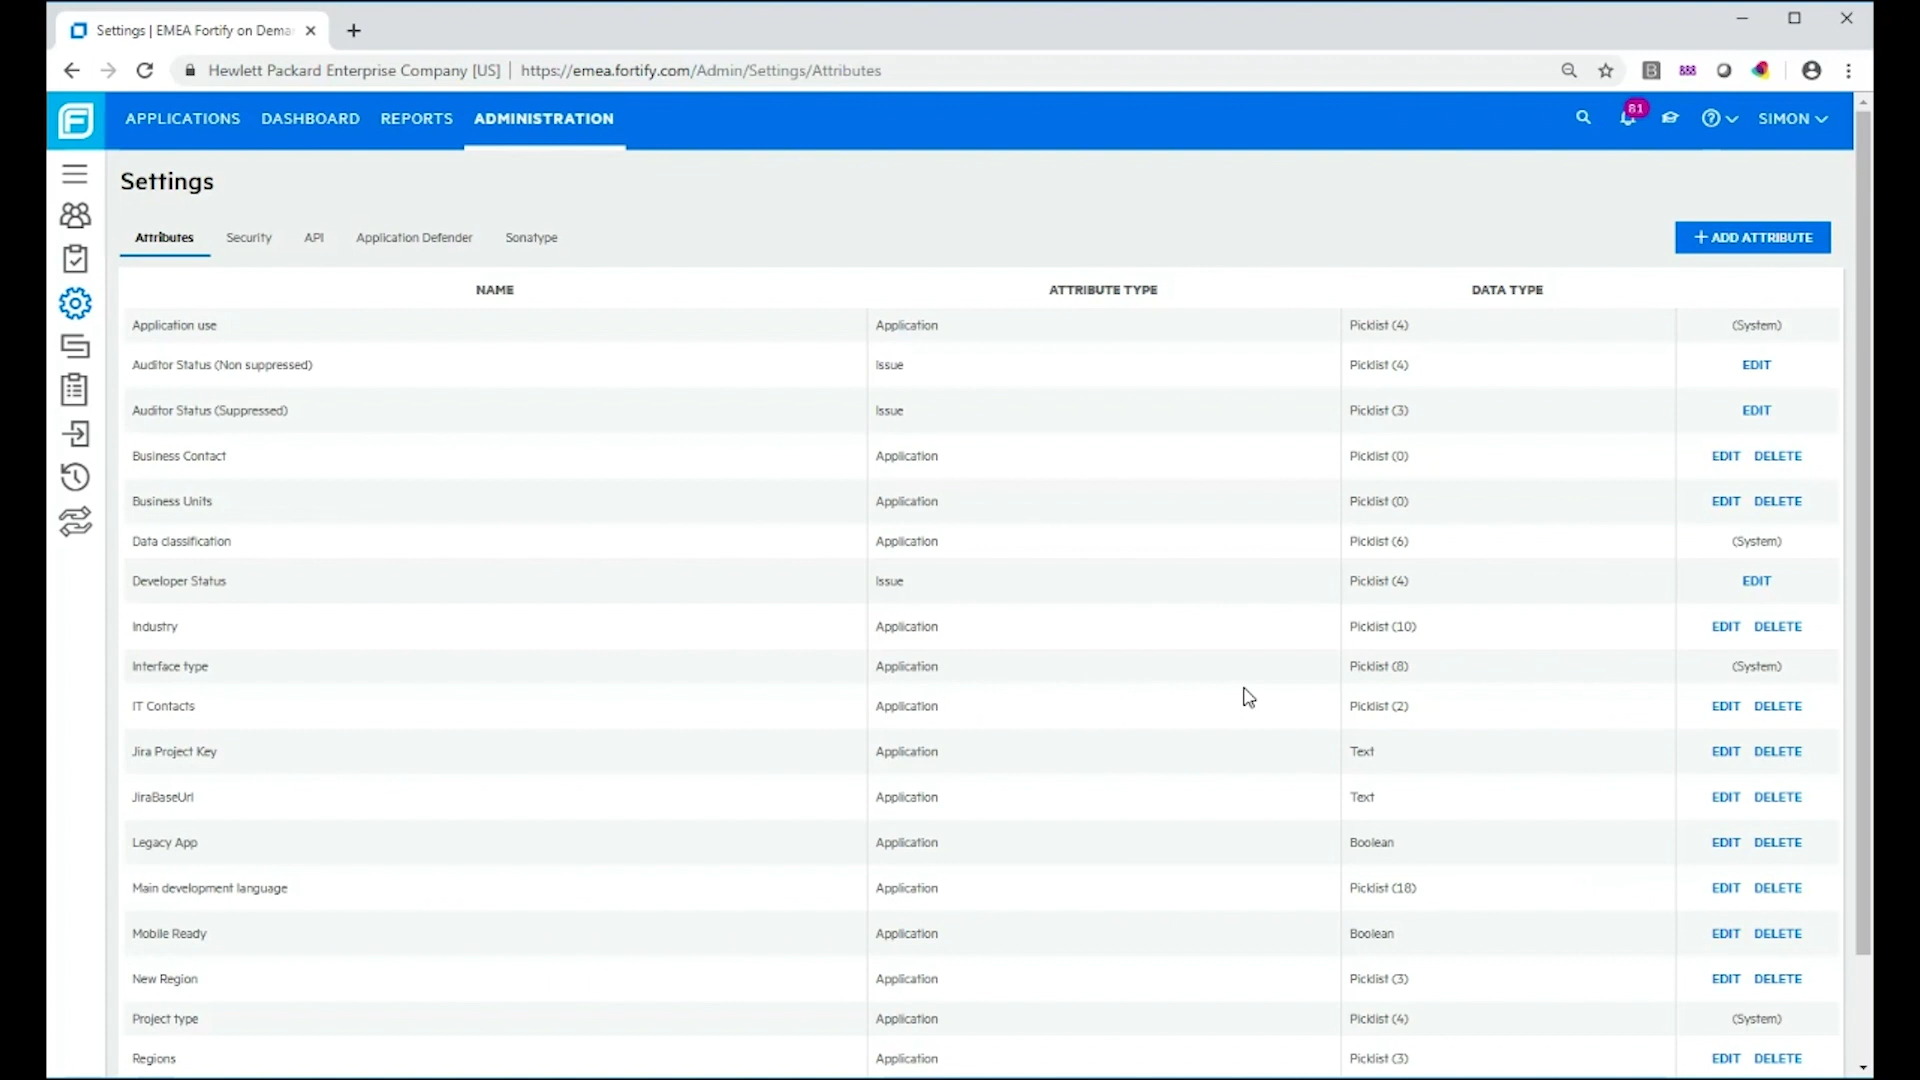 Settings | EMEA Fortify on Dema
Hewlett Packard Enterprise Company [US] | https://emea.fortify.com/Admin/Settings/Attributes
APPLICATIONS DASHBOARD REPORTS ADMINISTRATION 81 SIMON
Settings
Attributes Security API Application Defender Sonatype + ADD ATTRIBUTE
NAME ATTRIBUTE TYPE DATA TYPE
Application use Application Picklist (4) (System)
Auditor Status (Non suppressed) Issue Picklist (4) EDIT
Auditor Status (Suppressed) Issue Picklist (3) EDIT
Business Contact Application Picklist (0) EDIT DELETE
Business Units Application Picklist (0) EDIT DELETE
Data classification Application Picklist (6) (System)
Developer Status Issue Picklist (4) EDIT
Industry Application Picklist (10) EDIT DELETE
Interface type Application Picklist (8) (System)
IT Contacts Application Picklist (2) EDIT DELETE
Jira Project Key Application Text EDIT DELETE
JiraBaseUrl Application Text EDIT DELETE
Legacy App Application Boolean EDIT DELETE
Main development language Application Picklist (18) EDIT DELETE
Mobile Ready Application Boolean EDIT DELETE
New Region Application Picklist (3) EDIT DELETE
Project type Application Picklist (4) (System)
Regions Application Picklist (3) EDIT DELETE